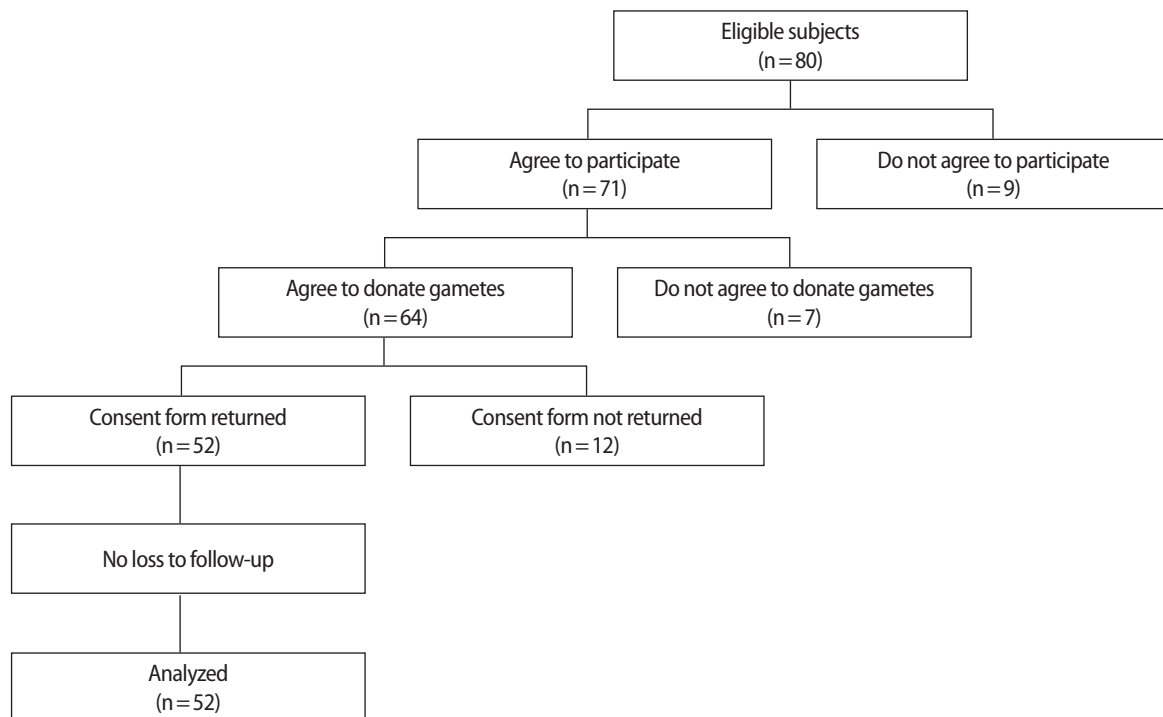 Eligible subjects
(n = 80)
Agree to participate
(n = 71)
Do not agree to participate
(n = 9)
Agree to donate gametes
(n = 64)
Do not agree to donate gametes
(n = 7)
Consent form returned
(n = 52)
Consent form not returned
(n = 12)
No loss to follow-up
Analyzed
(n = 52)